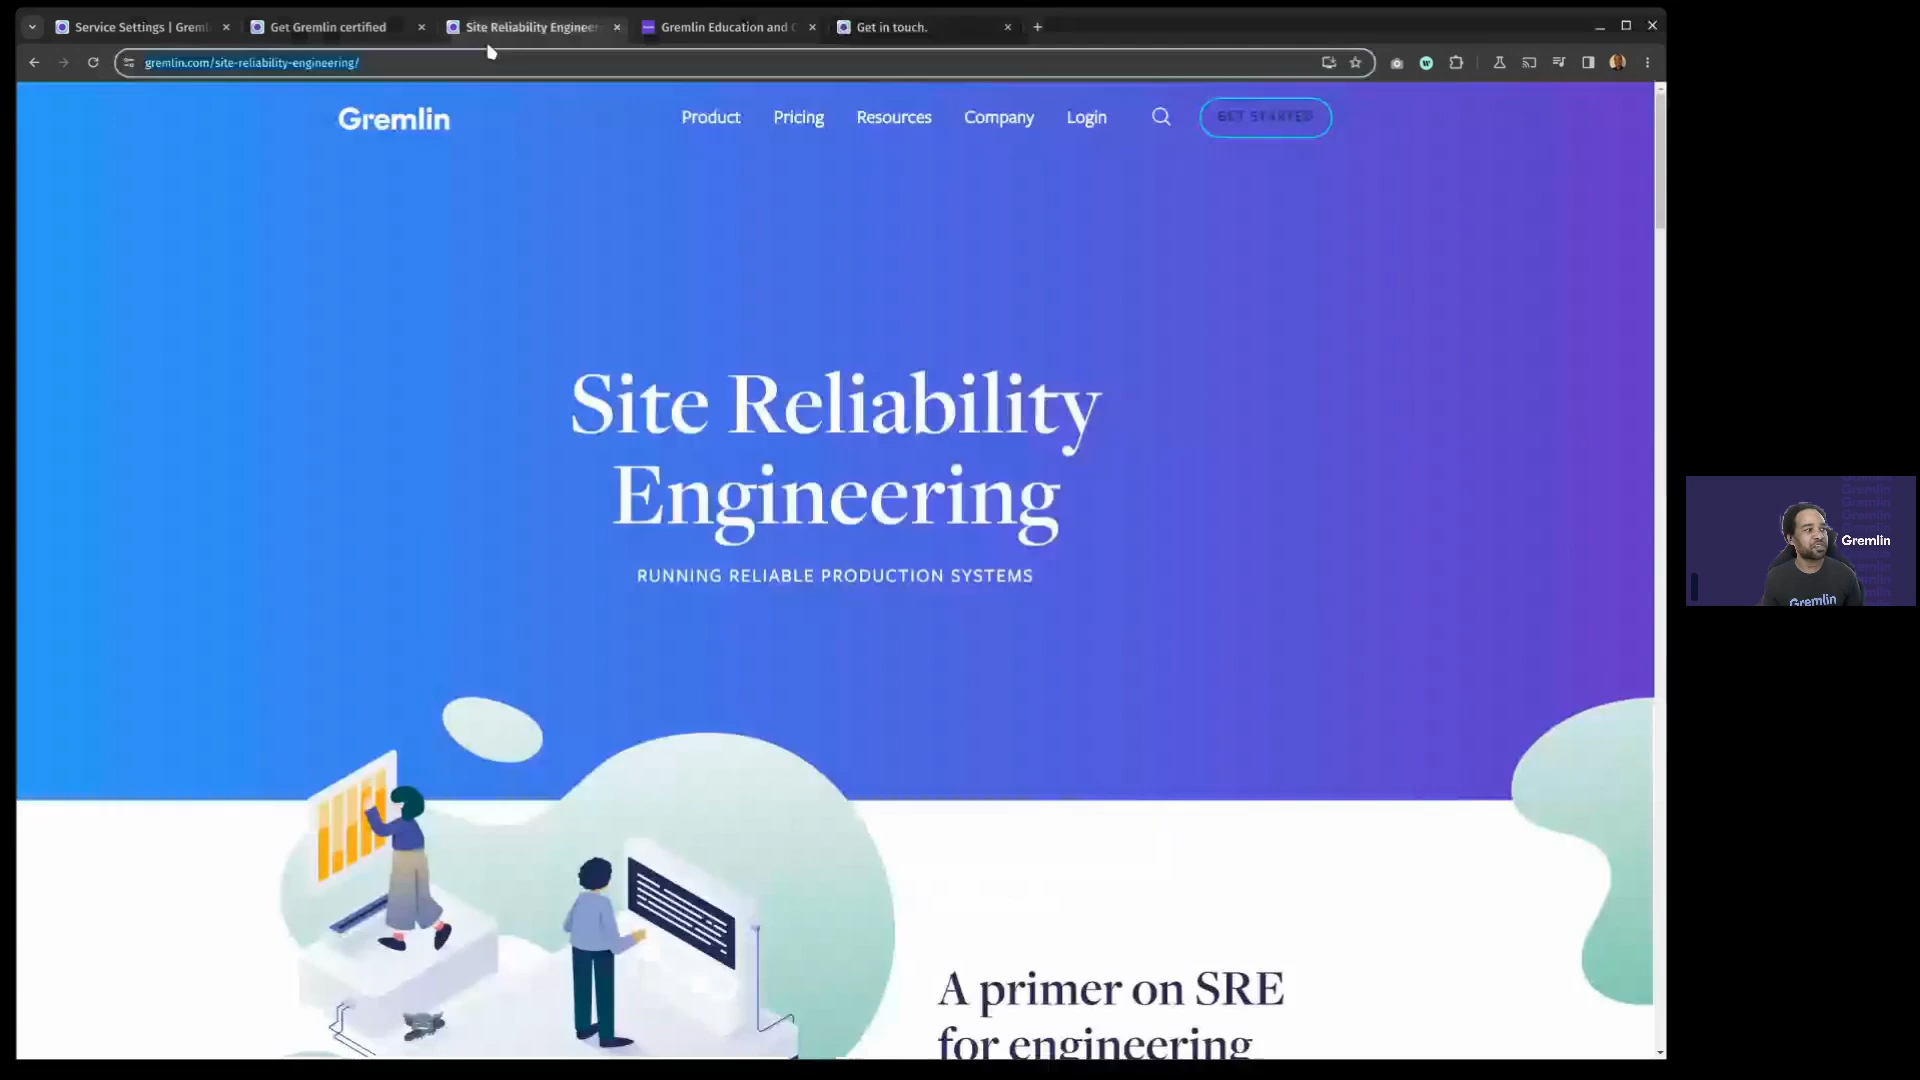 Service Settings | Greml
Get Gremlin certified
Site Reliability Engineer
Gremlin Education and C
Get in touch.
gremlin.com/site-reliability-engineering/
Gremlin
Product
Pricing
Resources
Company
Login
GET STARTED
Site Reliability
Engineering
RUNNING RELIABLE PRODUCTION SYSTEMS
A primer on SRE
for engineering
Gremlin
Gremlin